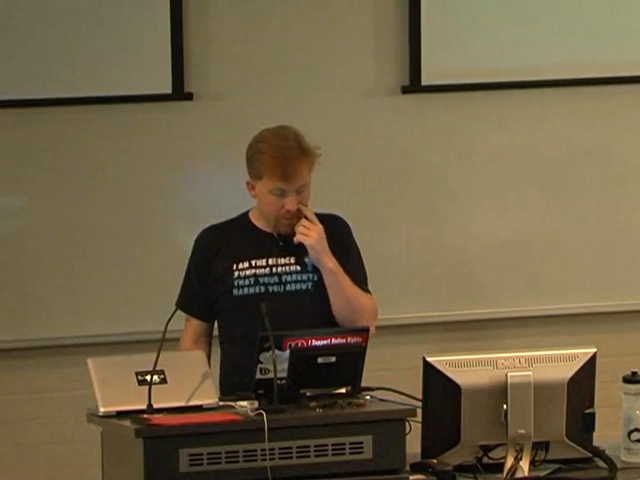 I AM THE BRIDGE
JUMPING FRIEND
THAT YOUR PARENTS
WARNED YOU ABOUT.
I Support Online Rights